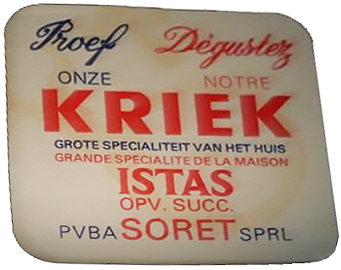 Proef Dégustez
ONZE NOTRE
KRIEK
GROTE SPECIALITEIT VAN HET HUIS
GRANDE SPECIALITE DE LA MAISON
ISTAS
OPV. SUCC.
PVBA SORET SPRL